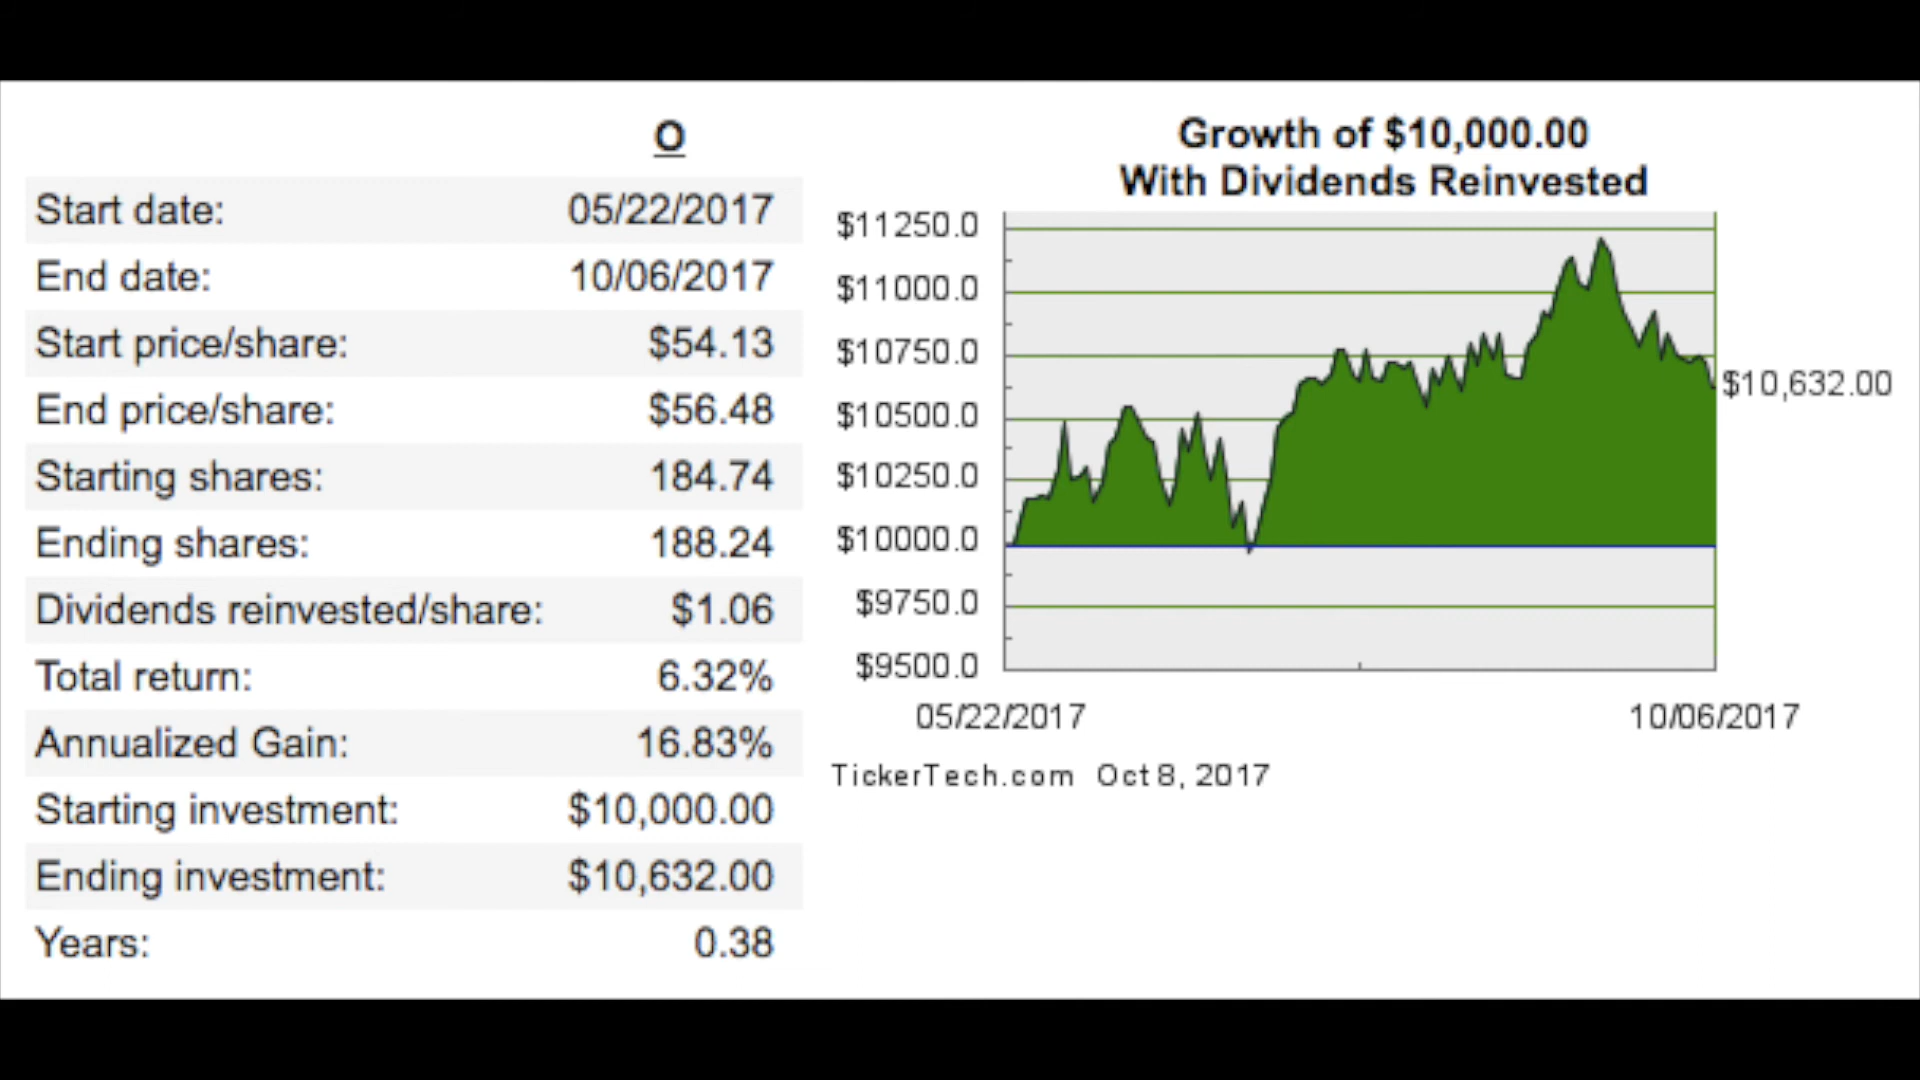 O
Start date: 05/22/2017
End date: 10/06/2017
Start price/share: $54.13
End price/share: $56.48
Starting shares: 184.74
Ending shares: 188.24
Dividends reinvested/share: $1.06
Total return: 6.32%
Annualized Gain: 16.83%
Starting investment: $10,000.00
Ending investment: $10,632.00
Years: 0.38
Growth of $10,000.00
With Dividends Reinvested
$11250.0
$11000.0
$10750.0
$10,632.00
$10500.0
$10250.0
$10000.0
$9750.0
$9500.0
05/22/2017 10/06/2017
TickerTech.com Oct 8, 2017